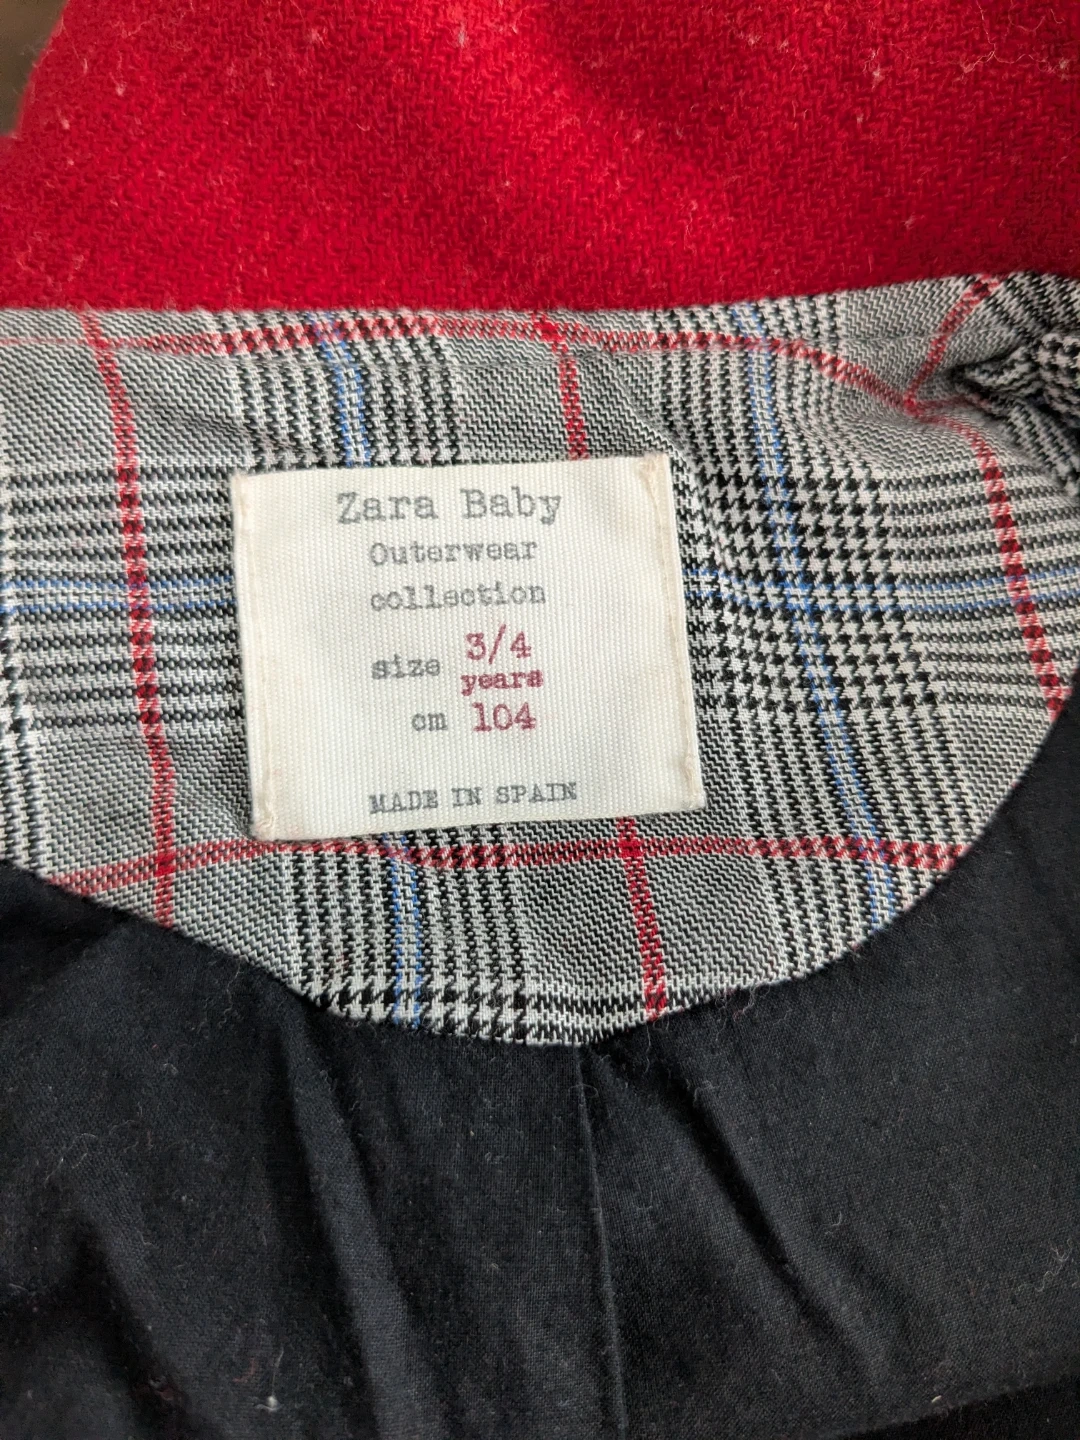 Zara Baby
Outerwear
collection
size 3/4
years
cm 104
MADE IN SPAIN